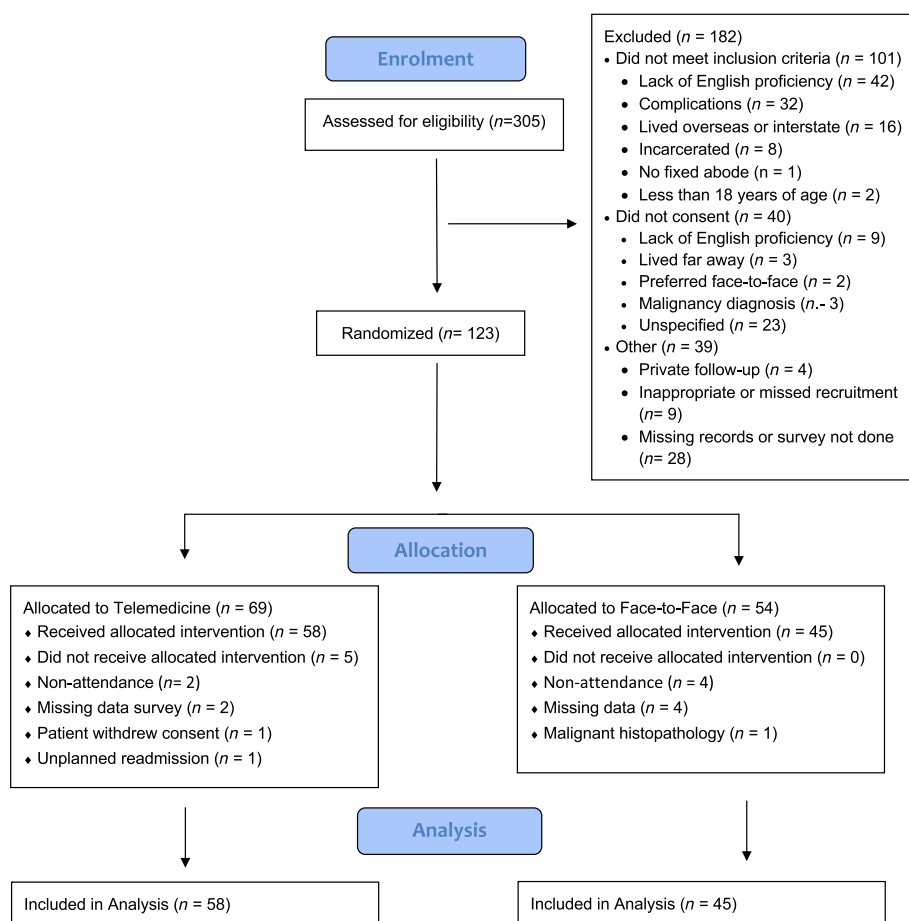 Enrolment
Assessed for eligibility (n=305)
Excluded (n = 182)
• Did not meet inclusion criteria (n = 101)
• Lack of English proficiency (n = 42)
• Complications (n = 32)
• Lived overseas or interstate (n = 16)
• Incarcerated (n = 8)
• No fixed abode (n = 1)
• Less than 18 years of age (n = 2)
• Did not consent (n = 40)
• Lack of English proficiency (n = 9)
• Lived far away (n = 3)
• Preferred face-to-face (n = 2)
• Malignancy diagnosis (n.- 3)
• Unspecified (n = 23)
• Other (n = 39)
• Private follow-up (n = 4)
• Inappropriate or missed recruitment
(n= 9)
• Missing records or survey not done
(n= 28)
Randomized (n= 123)
Allocation
Allocated to Telemedicine (n = 69)
♦ Received allocated intervention (n = 58)
♦ Did not receive allocated intervention (n = 5)
♦ Non-attendance (n= 2)
♦ Missing data survey (n = 2)
♦ Patient withdrew consent (n = 1)
♦ Unplanned readmission (n = 1)
Allocated to Face-to-Face (n = 54)
♦ Received allocated intervention (n = 45)
♦ Did not receive allocated intervention (n = 0)
♦ Non-attendance (n = 4)
♦ Missing data (n = 4)
♦ Malignant histopathology (n = 1)
Analysis
Included in Analysis (n = 58)
Included in Analysis (n = 45)